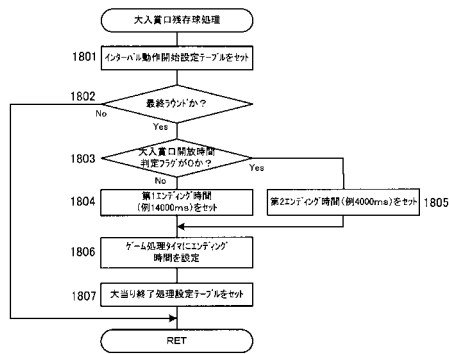 大入賞口残存球処理
1801
インターバル動作開始設定テーブルをセット
1802
最終ラウンドか?
No
Yes
1803
大入賞口開放時間
判定フラグが0か?
Yes
No
1804
第1エンディング時間
(例14000ms)をセット
第2エンディング時間(例4000ms)をセット
1805
1806
ゲーム処理タイマにエンディング
時間を設定
1807
大当り終了処理設定テーブルをセット
RET